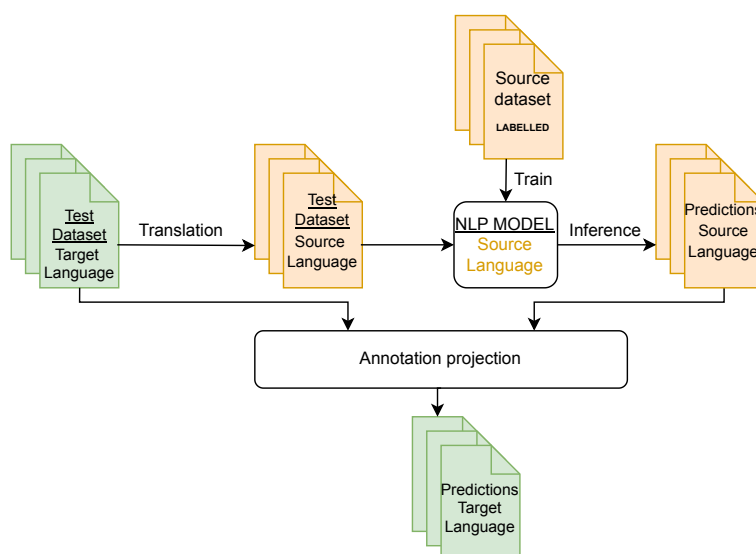 Source
dataset
LABELLED
Train
Test
Dataset
Target
Language
Translation
Test
Dataset
Source
Language
NLP MODEL
Source
Language
Inference
Predictions
Source
Language
Annotation projection
Predictions
Target
Language